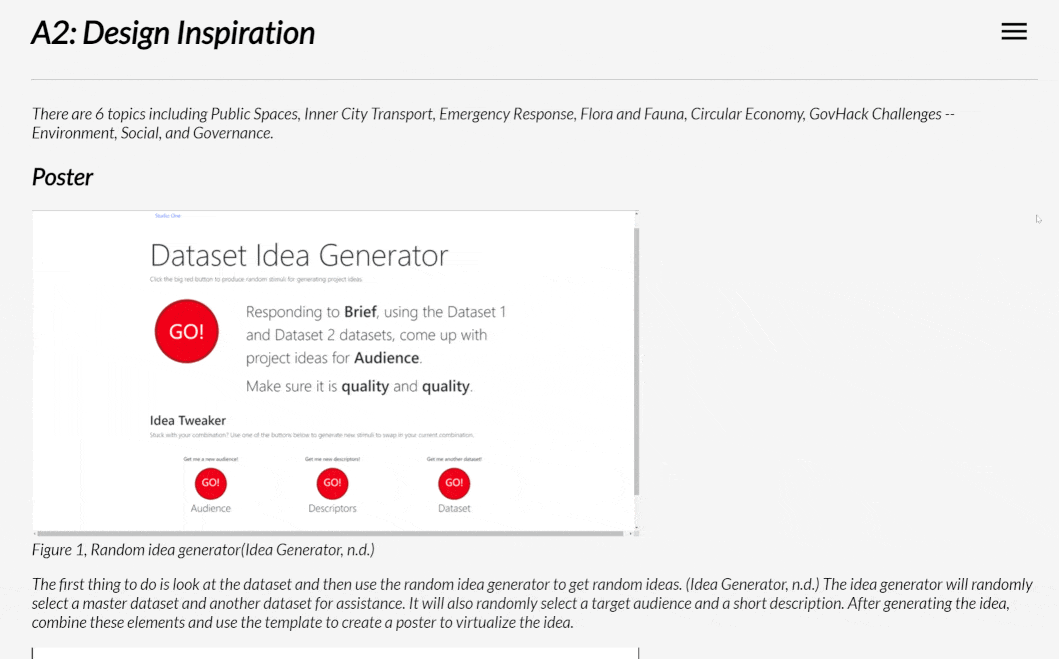 A2: Design Inspiration
There are 6 topics including Public Spaces, Inner City Transport, Emergency Response, Flora and Fauna, Circular Economy, GovHack Challenges --
Environment, Social, and Governance.
Poster
Studio One
Dataset Idea Generator
Click the big red button to produce random stimuli for generating project ideas
GO!
Responding to Brief, using the Dataset 1
and Dataset 2 datasets, come up with
project ideas for Audience.
Make sure it is quality and quality.
Idea Tweaker
Stuck with your combination? Use one of the buttons below to generate new stimuli to swap in your current combination.
Get me a new audience! Get me new descriptors! Get me another dataset!
GO! GO! GO!
Audience Descriptors Dataset
Figure 1, Random idea generator(Idea Generator, n.d.)
The first thing to do is look at the dataset and then use the random idea generator to get random ideas. (Idea Generator, n.d.) The idea generator will randomly
select a master dataset and another dataset for assistance. It will also randomly select a target audience and a short description. After generating the idea,
combine these elements and use the template to create a poster to virtualize the idea.